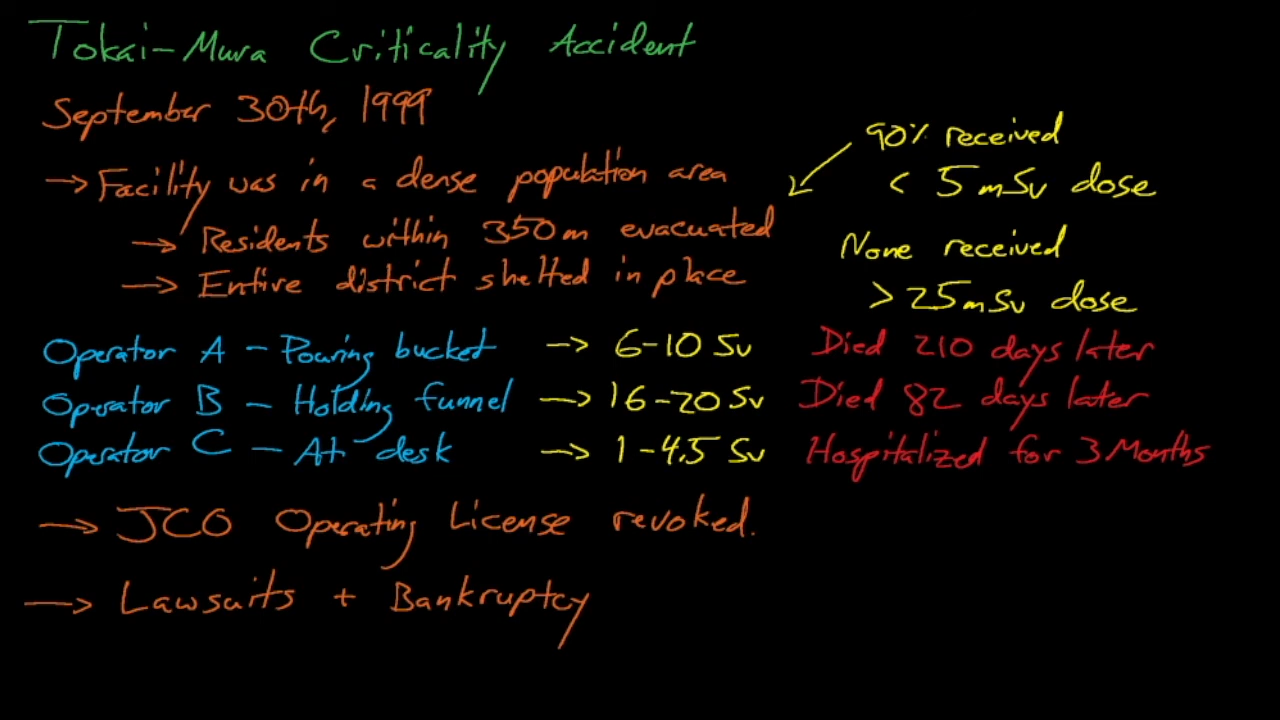 Tokai-Mura Criticality Accident
September 30th, 1999
→ Facility was in a dense population area
→ Residents within 350m evacuated
→ Entire district shelted in place
90% received
< 5 mSv dose
None received
> 25 mSv dose
Operator A - Pouring bucket → 6-10 Sv Died 210 days later
Operator B - Holding funnel → 16-20 Sv Died 82 days later
Operator C - At desk → 1-4.5 Sv Hospitalized for 3 Months
→ JCO Operating License revoked.
→ Lawsuits + Bankruptcy